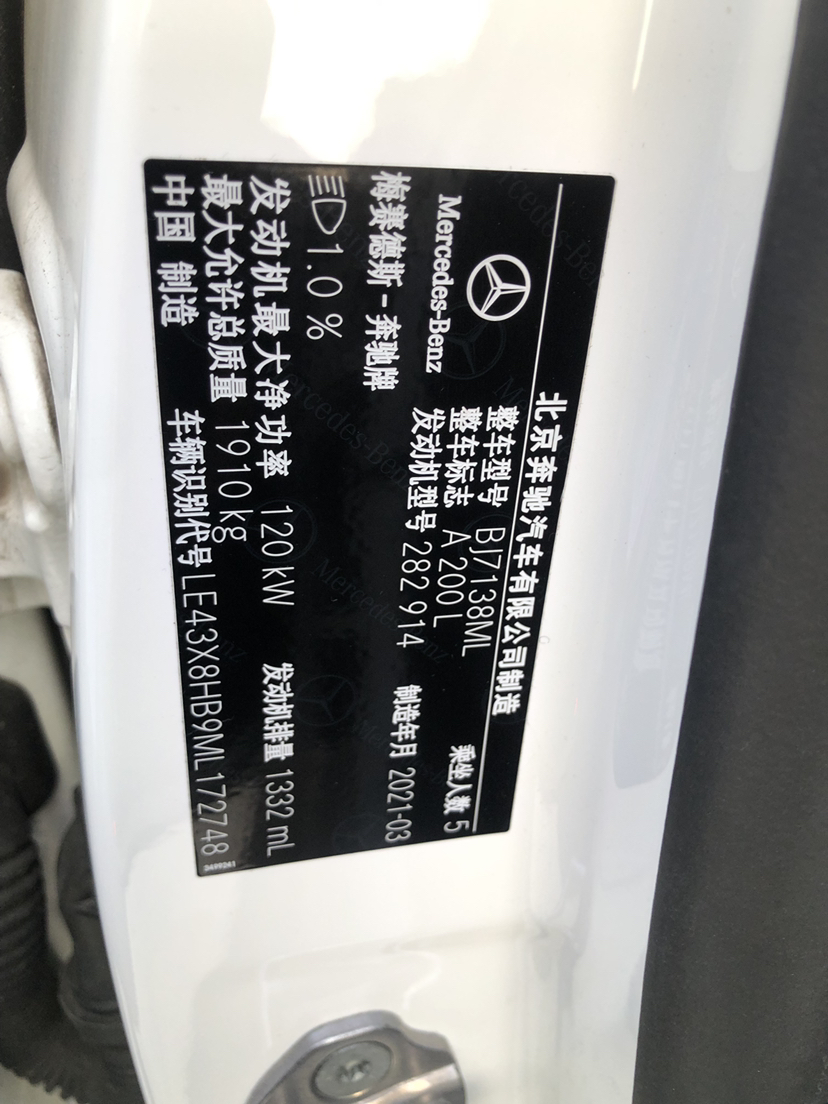 北京奔驰汽车有限公司制造
Mercedes-Benz
整车型号 BJ7138ML 乘坐人数 5
整车标志 A 200 L
发动机型号 282 914 制造年月 2021-03
梅赛德斯-奔驰牌
1.0 %
发动机最大净功率 120 kW 发动机排量 1332 mL
最大允许总质量 1910 kg
中国 制造 车辆识别代号 LE43X8HB9ML172748